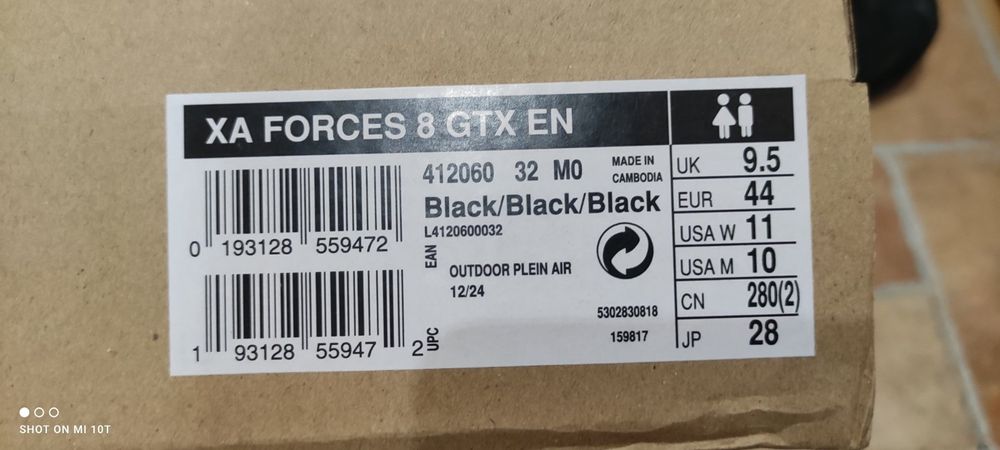 XA FORCES 8 GTX EN
412060 32 M0
MADE IN
CAMBODIA
Black/Black/Black
L4120600032
0 193128 559472
EAN
OUTDOOR PLEIN AIR
12/24
1 93128 55947 2
UPC
5302830818
159817
UK 9.5
EUR 44
USA W 11
USA M 10
CN 280(2)
JP 28
SHOT ON MI 10T